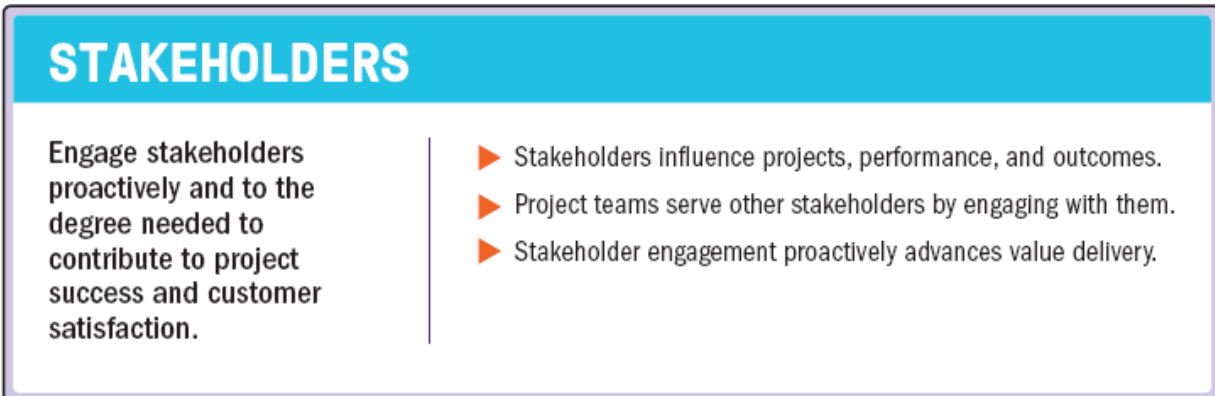 STAKEHOLDERS
Engage stakeholders
proactively and to the
degree needed to
contribute to project
success and customer
satisfaction.
Stakeholders influence projects, performance, and outcomes.
Project teams serve other stakeholders by engaging with them.
Stakeholder engagement proactively advances value delivery.